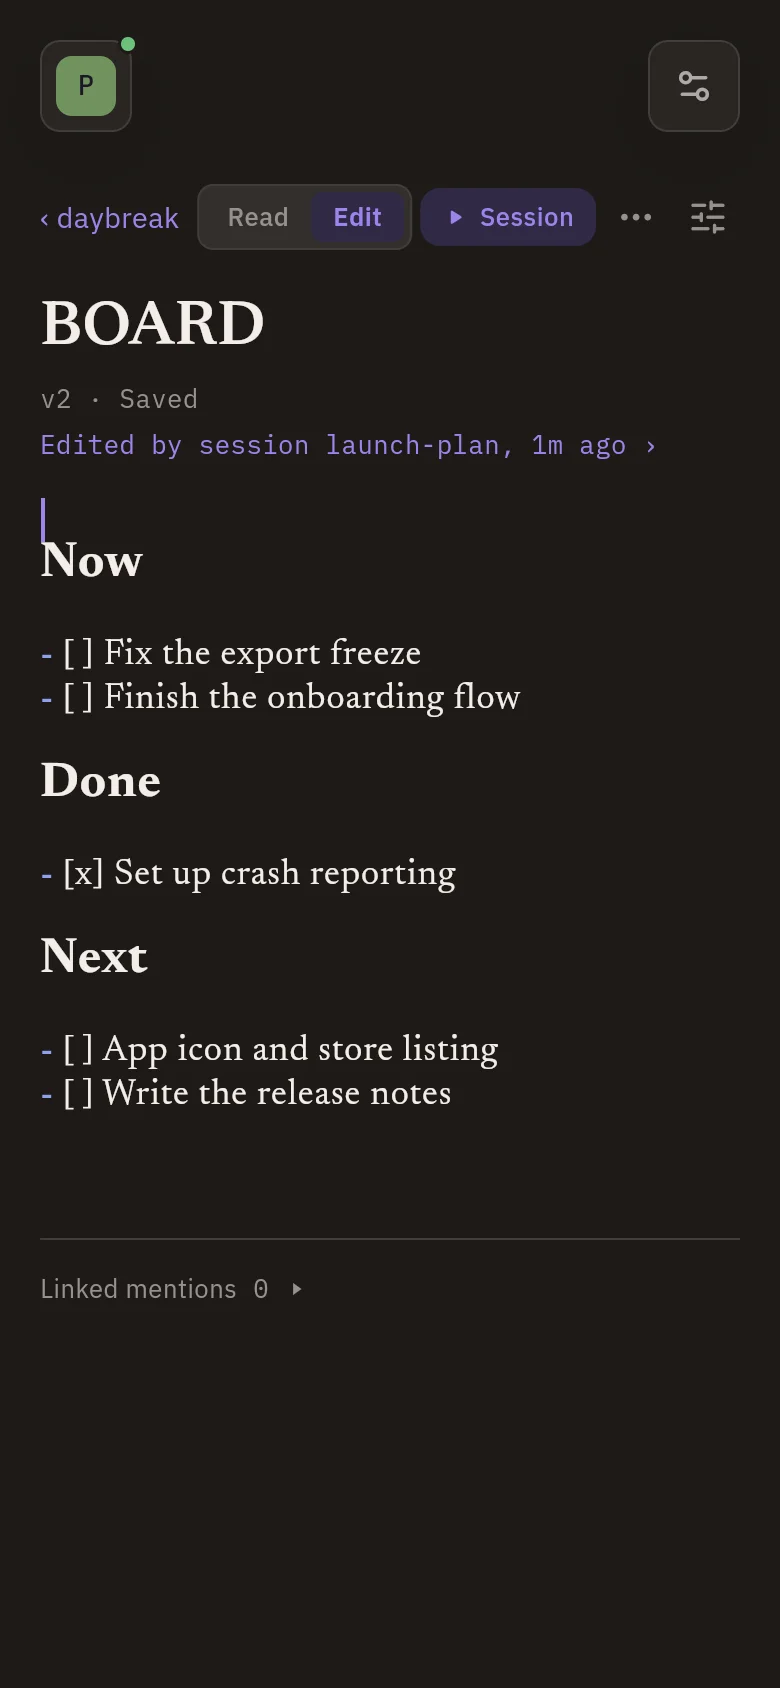 P
‹ daybreak Read Edit Session
BOARD
v2 · Saved
Edited by session launch-plan, 1m ago ›
Now
- [ ] Fix the export freeze
- [ ] Finish the onboarding flow
Done
- [x] Set up crash reporting
Next
- [ ] App icon and store listing
- [ ] Write the release notes
Linked mentions 0